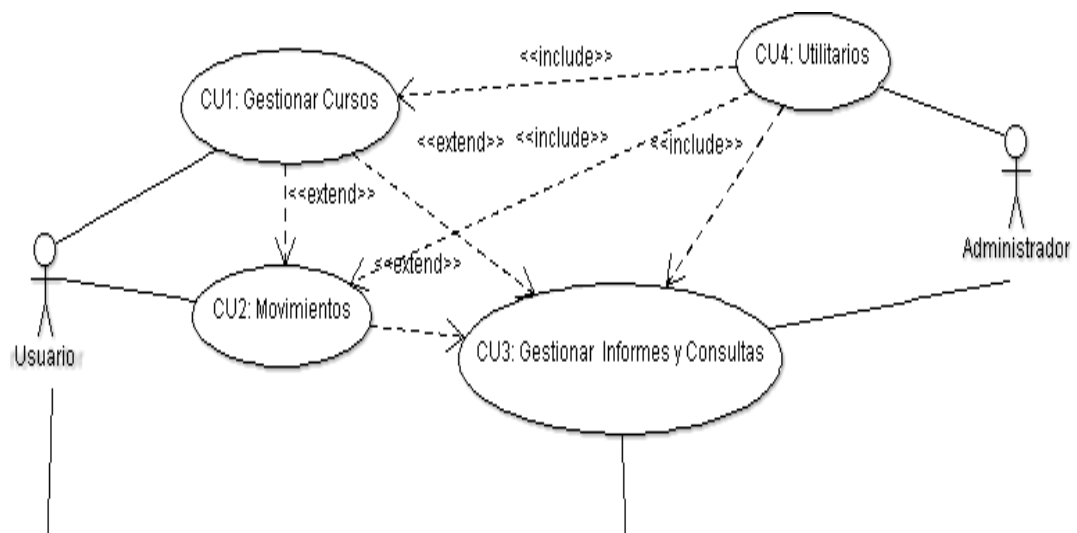 CU4: Utilitarios
<<include>>
CU1: Gestionar Cursos
<<extend>>
<<include>>
<<include>>
<<extend>>
Administrador
<<extend>>
CU2: Movimientos
CU3: Gestionar Informes y Consultas
Usuario